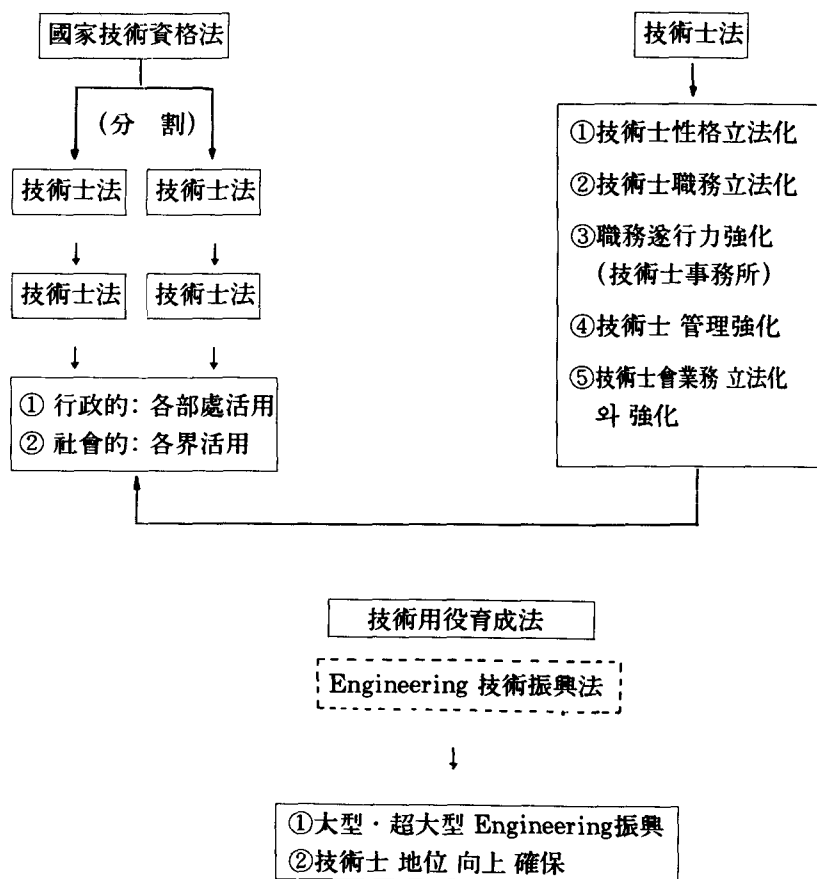 國家技術資格法
(分 割)
技術士法 技術士法
技術士法 技術士法
① 行政的: 各部處活用
② 社會的: 各界活用
技術士法
①技術士性格立法化
②技術士職務立法化
③職務遂行力強化
(技術士事務所)
④技術士 管理強化
⑤技術士會業務 立法化
와 強化
技術用役育成法
Engineering 技術振興法
①大型·超大型 Engineering振興
②技術士 地位 向上 確保